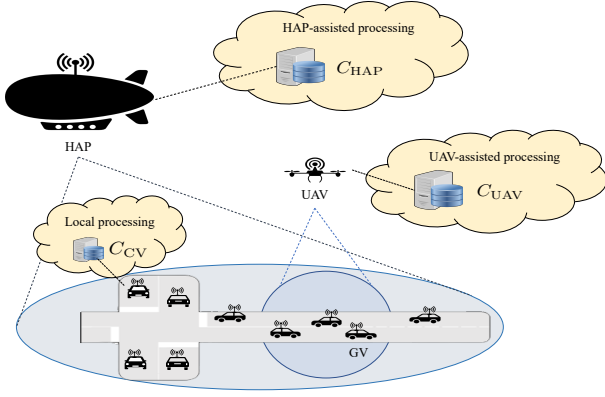 HAP-assisted processing
C_HAP
HAP
UAV-assisted processing
C_UAV
UAV
Local processing
C_CV
GV